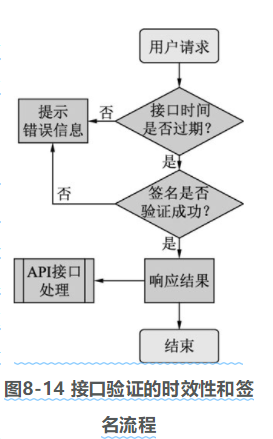 用户请求
接口时间
是否过期?
否
提示
错误信息
是
签名是否
验证成功?
否
是
API接口
处理
响应结果
结束
图8-14 接口验证的时效性和签
名流程